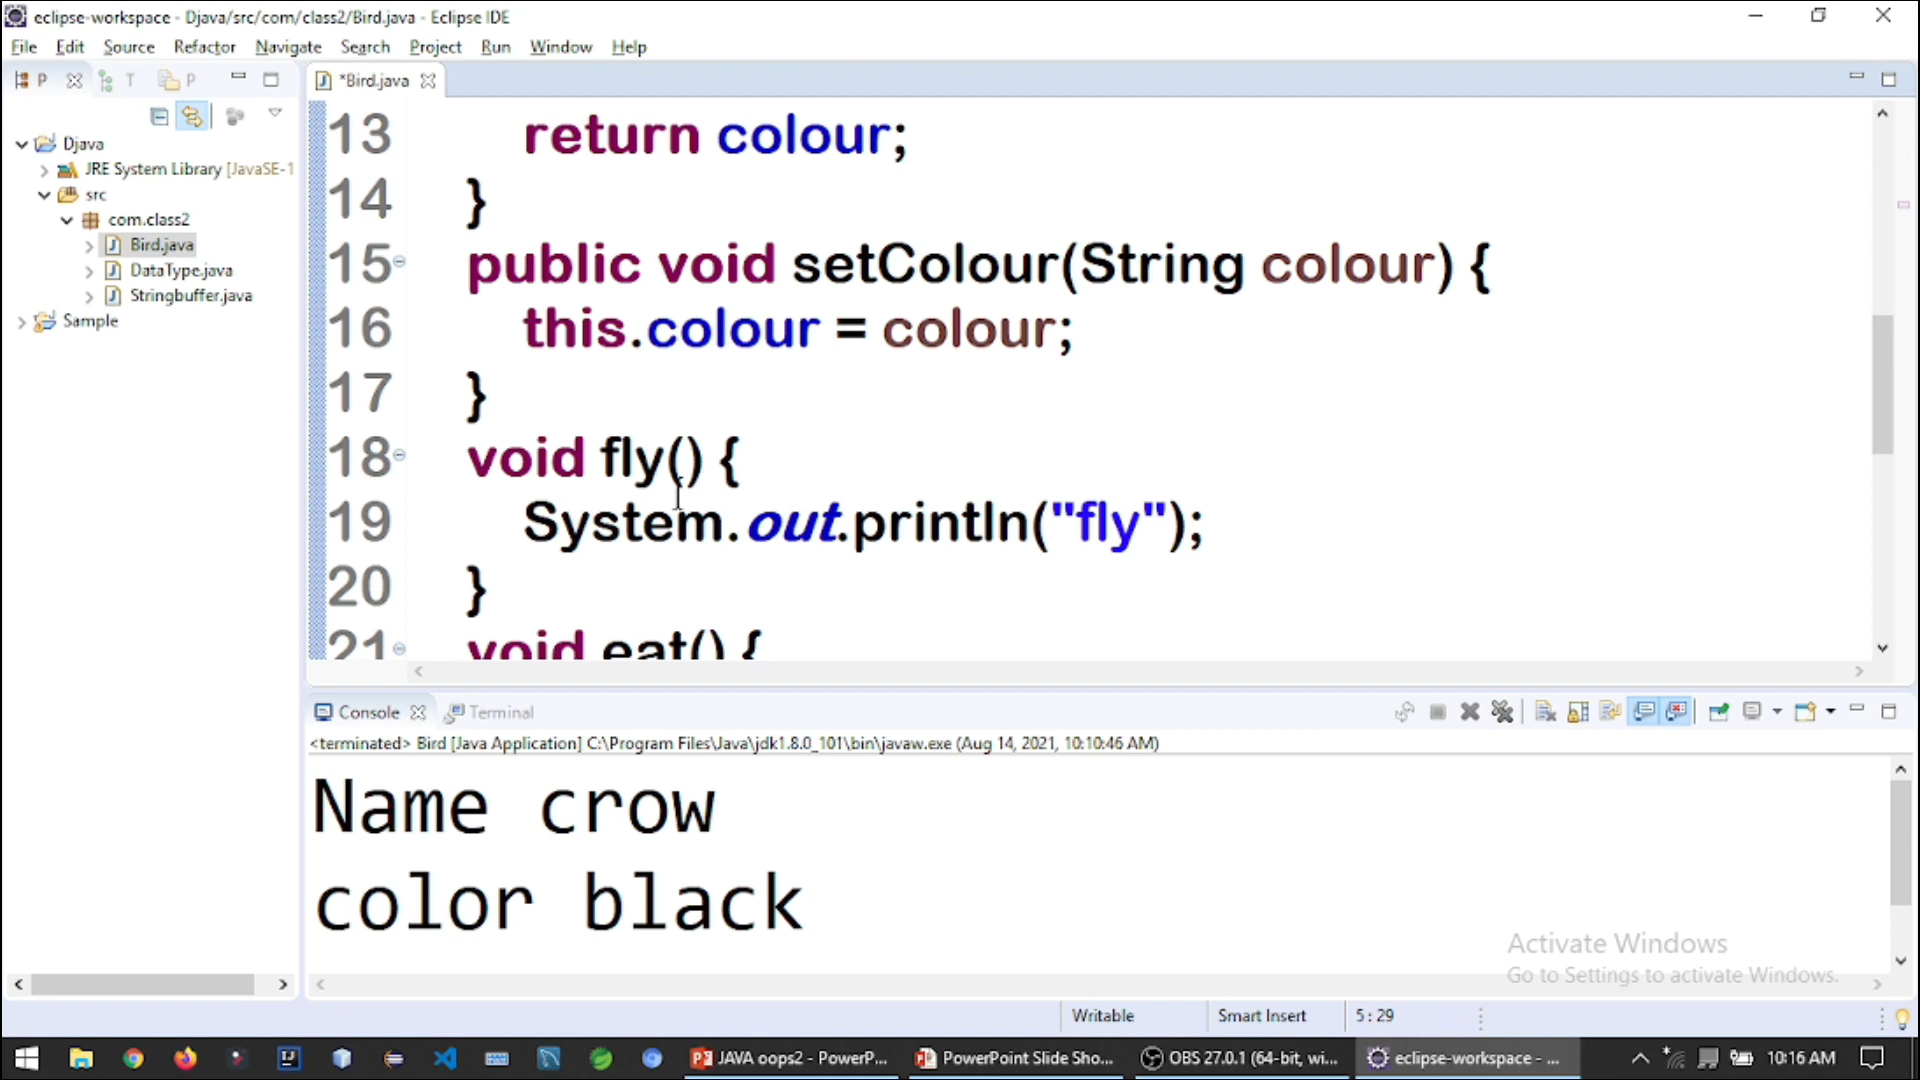 eclipse-workspace - Djava/src/com/class2/Bird.java - Eclipse IDE
File Edit Source Refactor Navigate Search Project Run Window Help
P T P
*Bird.java
Djava
JRE System Library [JavaSE-1
src
com.class2
Bird.java
DataType.java
Stringbuffer.java
Sample
13 return colour;
14 }
15 public void setColour(String colour) {
16 this.colour = colour;
17 }
18 void fly() {
19 System.out.println("fly");
20 }
21 void eat() {
Console Terminal
<terminated> Bird [Java Application] C:\Program Files\Java\jdk1.8.0_101\bin\javaw.exe (Aug 14, 2021, 10:10:46 AM)
Name crow
color black
Activate Windows
Go to Settings to activate Windows.
Writable Smart Insert 5 : 29
JAVA oops2 - PowerP... PowerPoint Slide Sho... OBS 27.0.1 (64-bit, wi... eclipse-workspace - ... 10:16 AM